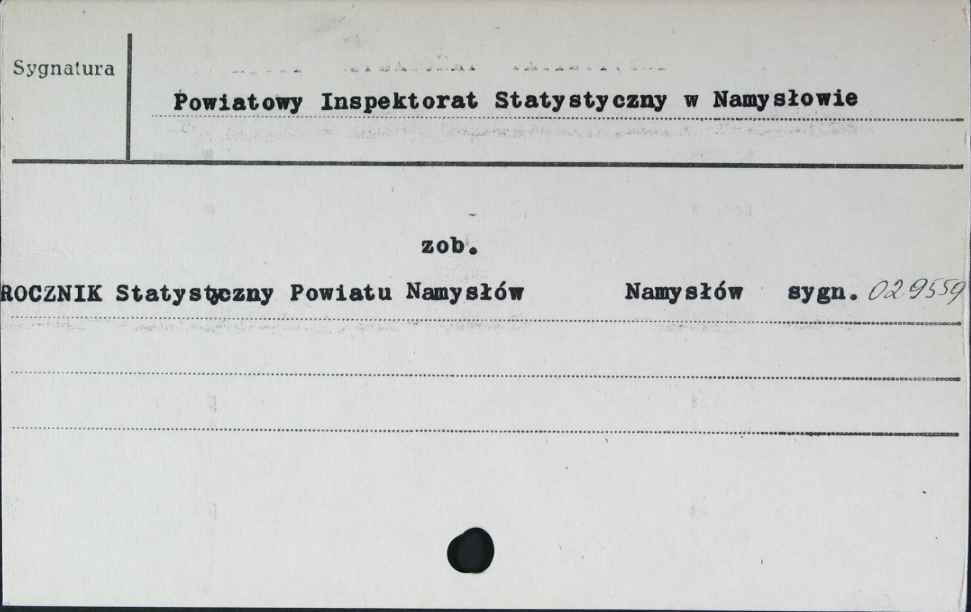 Sygnatura
Powiatowy Inspektorat Statystyczny w Namysłowie
zob.
ROCZNIK Statystyczny Powiatu Namysłów Namysłów sygn. 029559